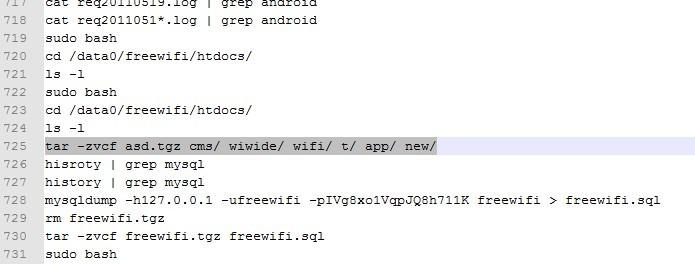 717 cat req20110519.log | grep android
718 cat req2011051*.log | grep android
719 sudo bash
720 cd /data0/freewifi/htdocs/
721 ls -l
722 sudo bash
723 cd /data0/freewifi/htdocs/
724 ls -l
725 tar -zvcf asd.tgz cms/ wiwide/ wifi/ t/ app/ new/
726 hisroty | grep mysql
727 history | grep mysql
728 mysqldump -h127.0.0.1 -ufreewifi -pIVg8xo1VqpJQ8h711K freewifi > freewifi.sql
729 rm freewifi.tgz
730 tar -zvcf freewifi.tgz freewifi.sql
731 sudo bash